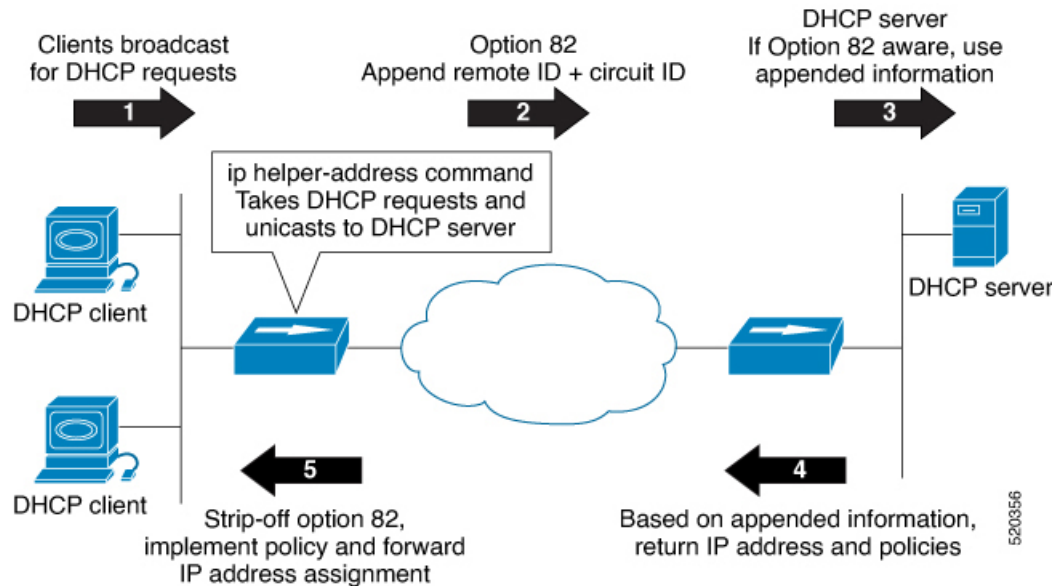 Clients broadcast
for DHCP requests
1
Option 82
Append remote ID + circuit ID
2
DHCP server
If Option 82 aware, use
appended information
3
ip helper-address command
Takes DHCP requests and
unicasts to DHCP server
DHCP client
DHCP server
DHCP client
5
Strip-off option 82,
implement policy and forward
IP address assignment
4
Based on appended information,
return IP address and policies
520356